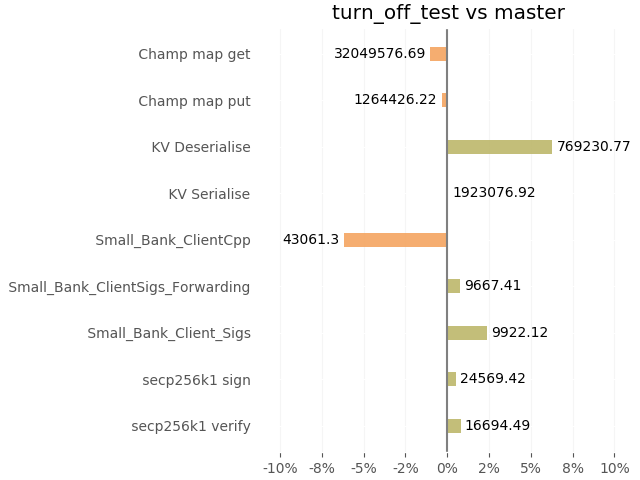 turn_off_test vs master
Champ map get 32049576.69
Champ map put 1264426.22
KV Deserialise 769230.77
KV Serialise 1923076.92
Small_Bank_ClientCpp 43061.3
Small_Bank_ClientSigs_Forwarding 9667.41
Small_Bank_Client_Sigs 9922.12
secp256k1 sign 24569.42
secp256k1 verify 16694.49
-10% -8% -5% -2% 0% 2% 5% 8% 10%